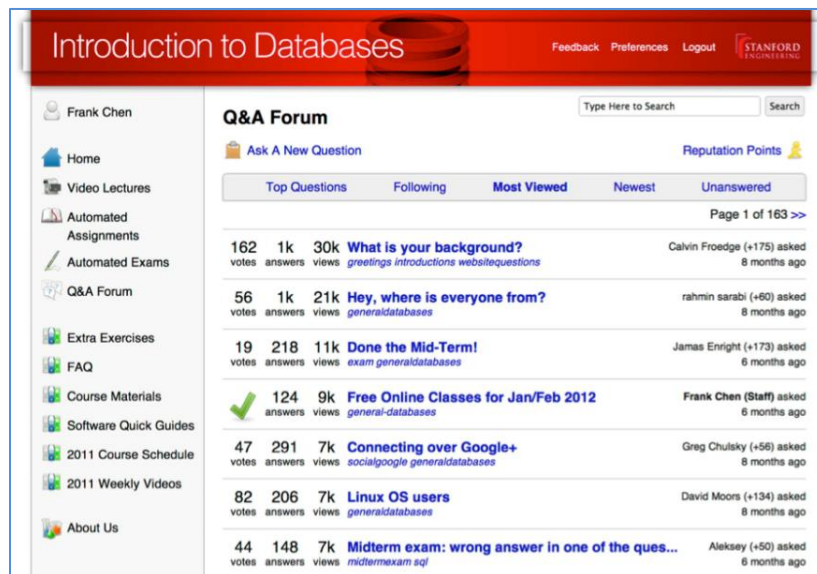 Introduction to Databases
Feedback Preferences Logout STANFORD ENGINEERING
Frank Chen
Home
Video Lectures
Automated
Assignments
Automated Exams
Q&A Forum
Extra Exercises
FAQ
Course Materials
Software Quick Guides
2011 Course Schedule
2011 Weekly Videos
About Us
Q&A Forum
Type Here to Search Search
Ask A New Question Reputation Points
Top Questions Following Most Viewed Newest Unanswered
Page 1 of 163 >>
162 1k 30k What is your background? Calvin Froedge (+175) asked
votes answers views greetings introductions websitequestions 8 months ago
56 1k 21k Hey, where is everyone from? rahmin sarabi (+60) asked
votes answers views generaldatabases 8 months ago
19 218 11k Done the Mid-Term! Jamas Enright (+173) asked
votes answers views exam generaldatabases 6 months ago
124 9k Free Online Classes for Jan/Feb 2012 Frank Chen (Staff) asked
answers views general-databases 6 months ago
47 291 7k Connecting over Google+ Greg Chulsky (+56) asked
votes answers views socialgoogle generaldatabases 8 months ago
82 206 7k Linux OS users David Moors (+134) asked
votes answers views generaldatabases 8 months ago
44 148 7k Midterm exam: wrong answer in one of the ques... Aleksey (+50) asked
votes answers views midtermexam sql 6 months ago